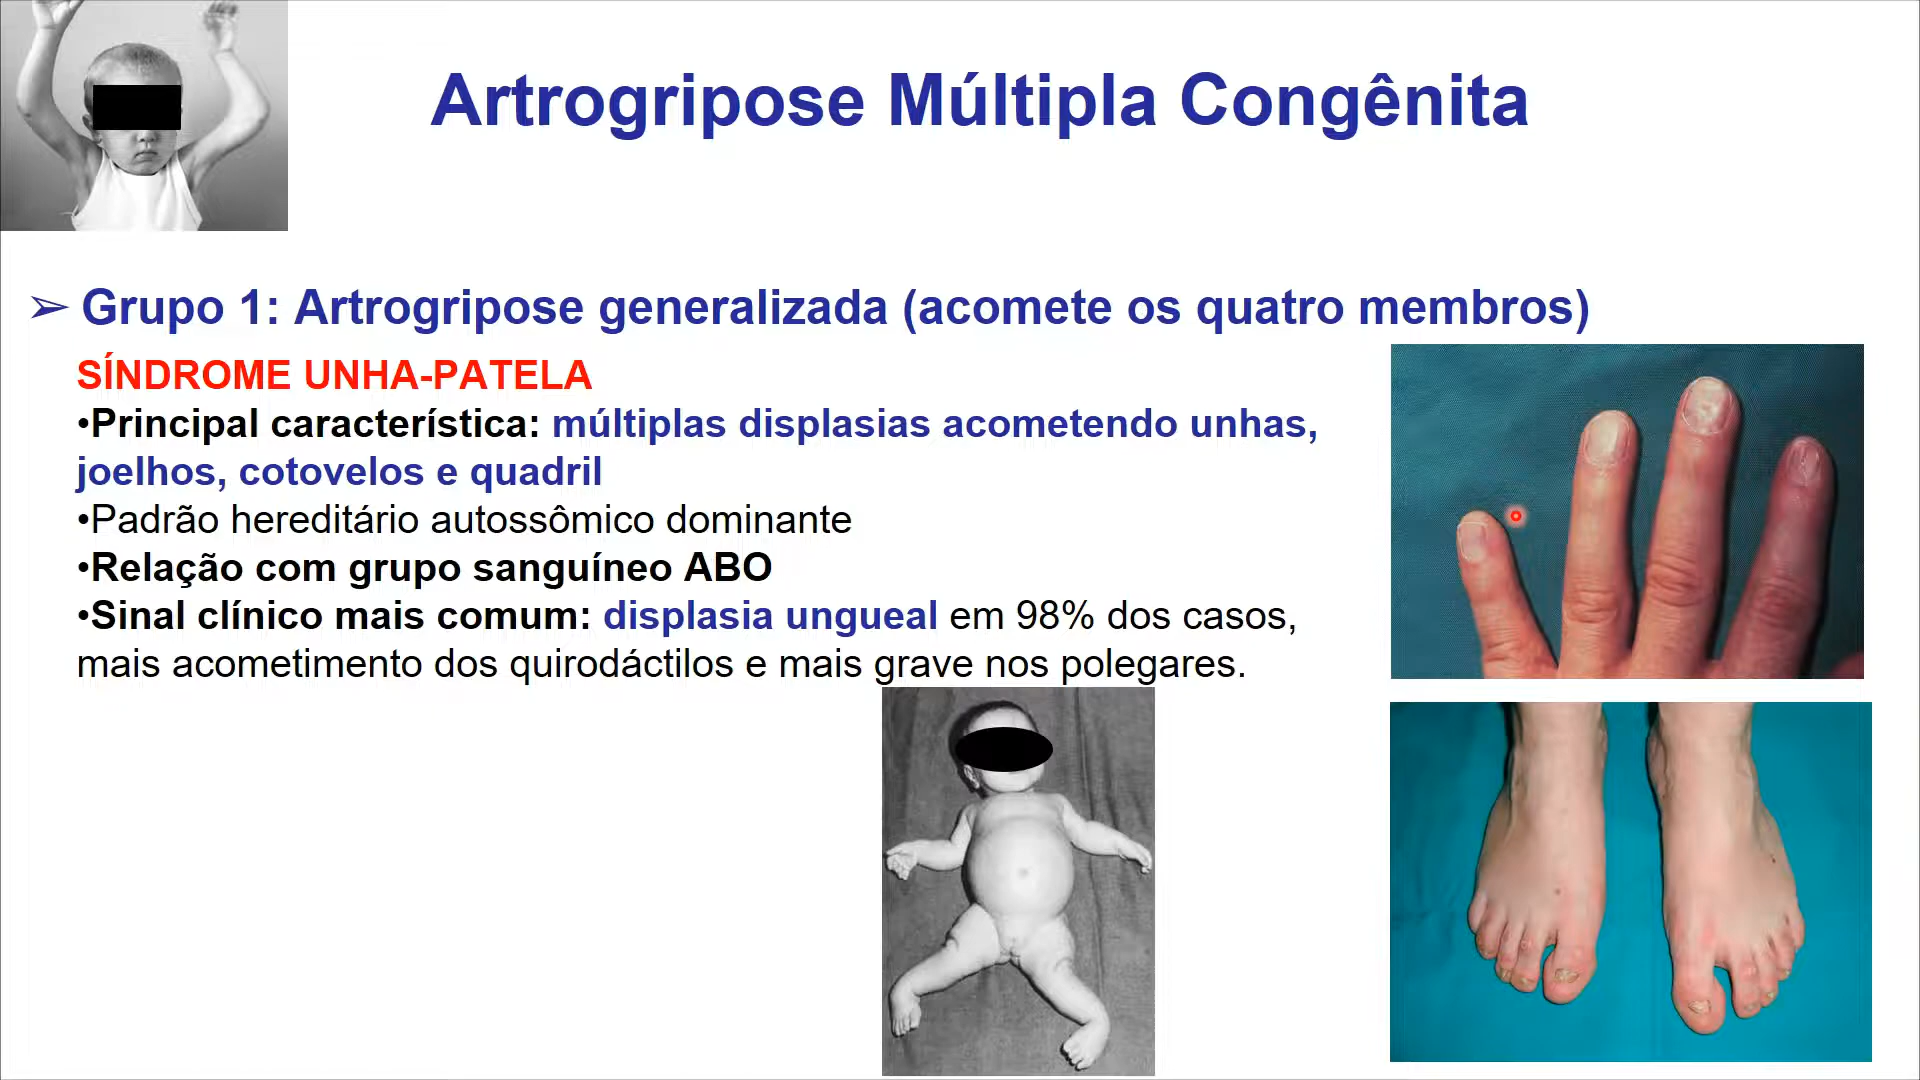 Artrogripose Múltipla Congênita
➢ Grupo 1: Artrogripose generalizada (acomete os quatro membros)
SÍNDROME UNHA-PATELA
•Principal característica: múltiplas displasias acometendo unhas,
joelhos, cotovelos e quadril
•Padrão hereditário autossômico dominante
•Relação com grupo sanguíneo ABO
•Sinal clínico mais comum: displasia ungueal em 98% dos casos,
mais acometimento dos quirodáctilos e mais grave nos polegares.